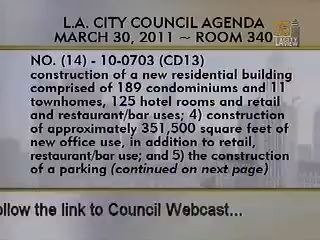 L.A. CITY COUNCIL AGENDA
MARCH 30, 2011 ~ ROOM 340
NO. (14) - 10-0703 (CD13)
construction of a new residential building
comprised of 189 condominiums and 11
townhomes, 125 hotel rooms and retail
and restaurant/bar uses; 4) construction
of approximately 351,500 square feet of
new office use, in addition to retail,
restaurant/bar use; and 5) the construction
of a parking (continued on next page)
ollow the link to Council Webcast...